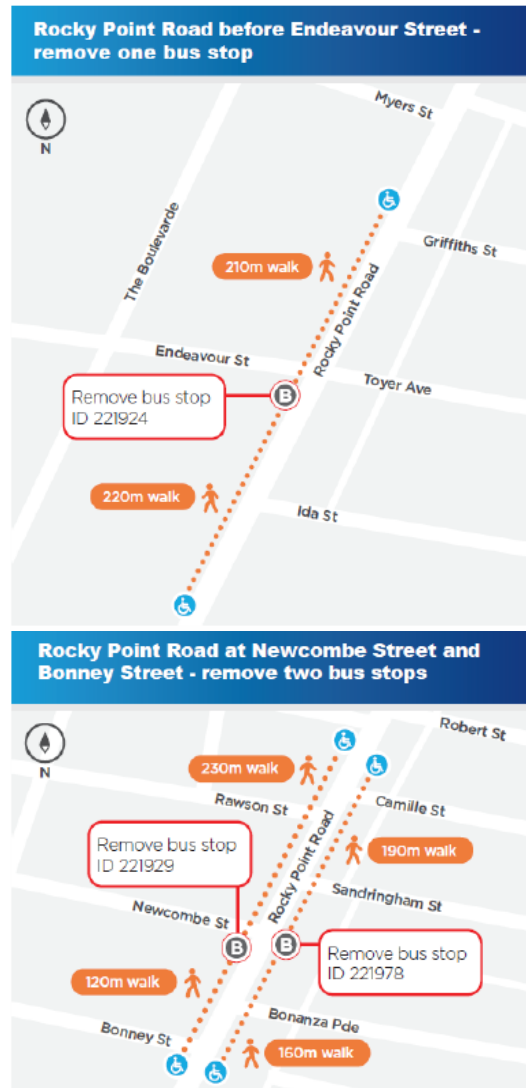 Rocky Point Road before Endeavour Street -
remove one bus stop
Myers St
N
The Boulevarde
Griffiths St
210m walk
Rocky Point Road
Endeavour St
Toyer Ave
B
Remove bus stop
ID 221924
220m walk
Ida St
Rocky Point Road at Newcombe Street and
Bonney Street - remove two bus stops
Robert St
N
230m walk
Rawson St
Camille St
Rocky Point Road
Remove bus stop
ID 221929
190m walk
Sandringham St
Newcombe St
B
B
Remove bus stop
ID 221978
120m walk
Bonanza Pde
Bonney St
160m walk